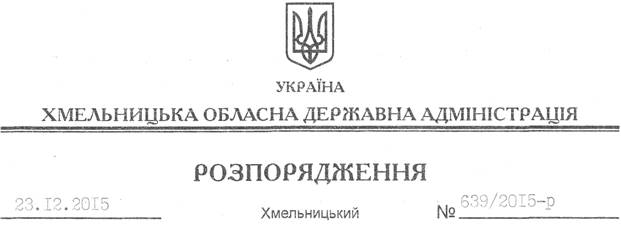 УКРАЇНА
ХМЕЛЬНИЦЬКА ОБЛАСНА ДЕРЖАВНА АДМІНІСТРАЦІЯ
РОЗПОРЯДЖЕННЯ
23.12.2015 Хмельницький № 639/2015-р